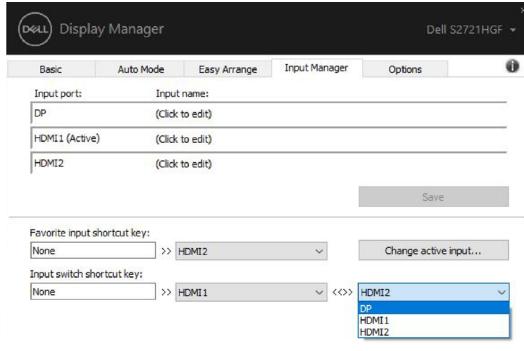 DELL Display Manager Dell S2721HGF
Basic Auto Mode Easy Arrange Input Manager Options
Input port: Input name:
DP (Click to edit)
HDMI1 (Active) (Click to edit)
HDMI2 (Click to edit)
Save
Favorite input shortcut key:
None >> HDMI2 Change active input...
Input switch shortcut key:
None >> HDMI1 <<>> HDMI2
DP
HDMI1
HDMI2